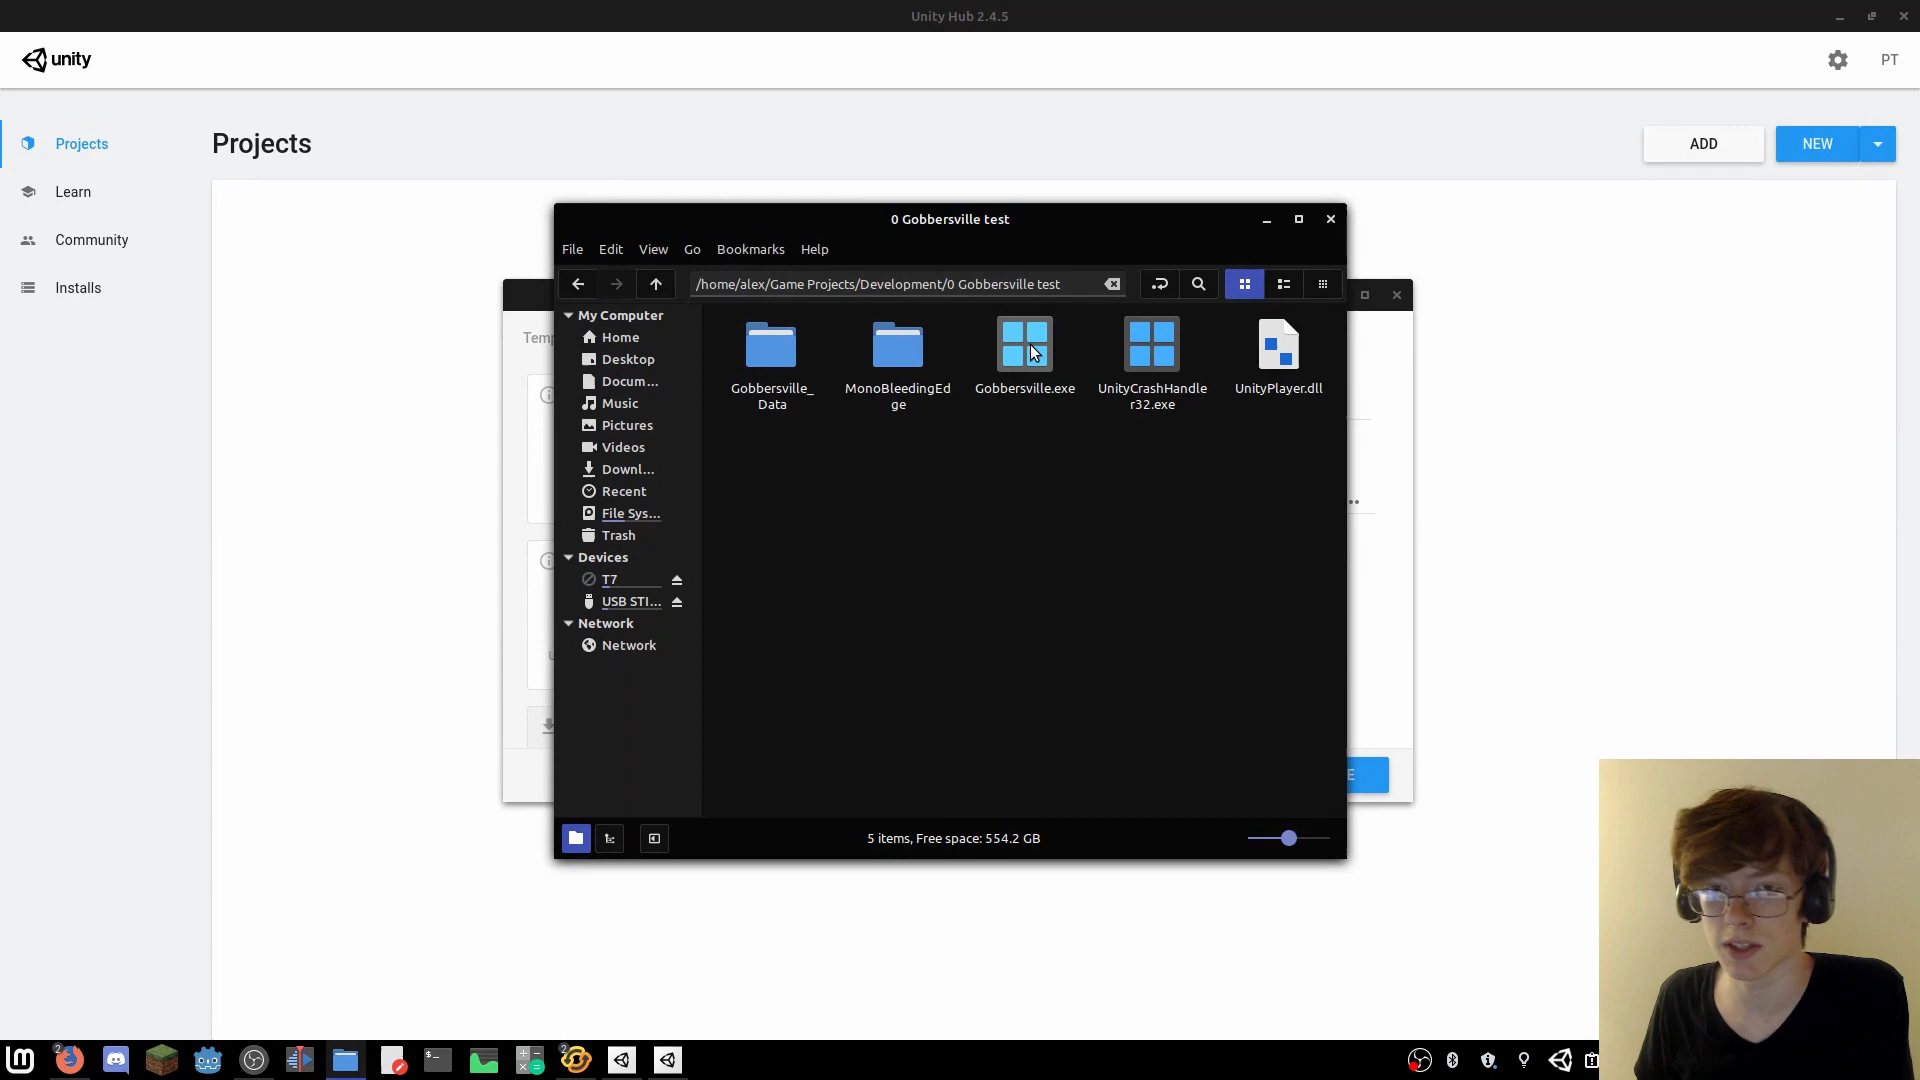 Unity Hub 2.4.5
unity
PT
Projects
Learn
Community
Installs
Projects
ADD
NEW
0 Gobbersville test
File Edit View Go Bookmarks Help
/home/alex/Game Projects/Development/0 Gobbersville test
My Computer
Home
Desktop
Docum...
Music
Pictures
Videos
Downl...
Recent
File Sys...
Trash
Devices
T7
USB STI...
Network
Network
Gobbersville_
Data
MonoBleedingEd
ge
Gobbersville.exe
UnityCrashHandle
r32.exe
UnityPlayer.dll
5 items, Free space: 554.2 GB
Temp
E
2
2